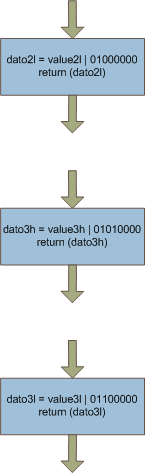 dato2l = value2l | 01000000
return (dato2l)
dato3h = value3h | 01010000
return (dato3h)
dato3l = value3l | 01100000
return (dato3l)